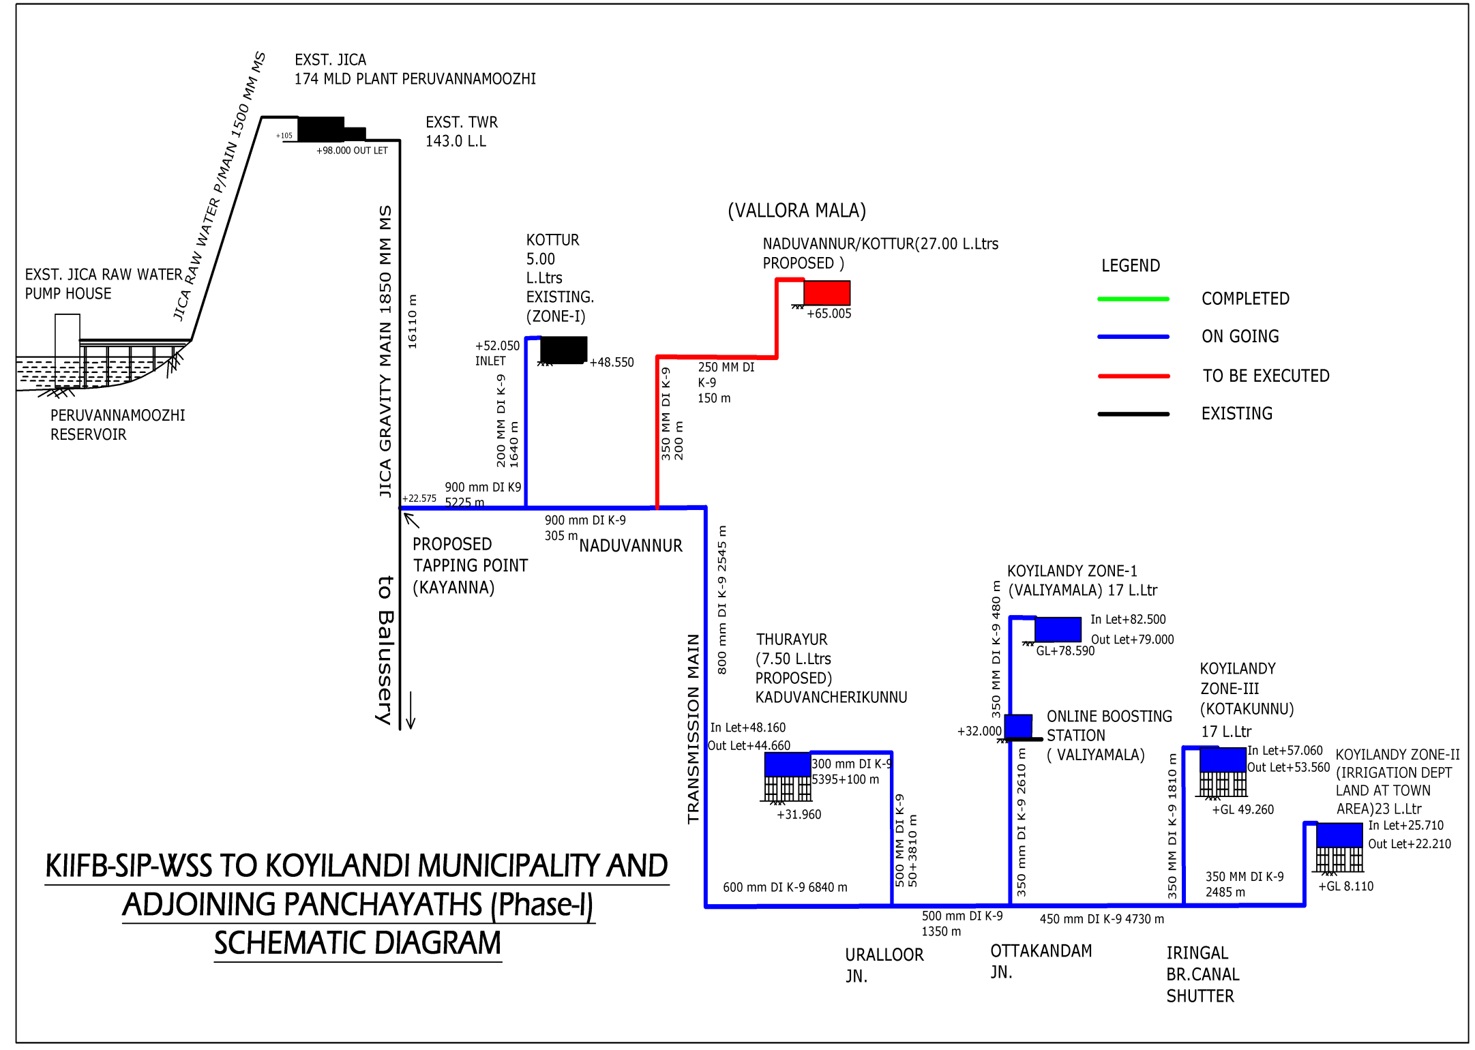 EXST. JICA
174 MLD PLANT PERUVANNAMOOZHI
+105
+98.000 OUT LET
EXST. TWR
143.0 L.L
JICA RAW WATER P/MAIN 1500 MM MS
EXST. JICA RAW WATER
PUMP HOUSE
PERUVANNAMOOZHI
RESERVOIR
JICA GRAVITY MAIN 1850 MM MS
16110 m
to Balussery
+22.575
PROPOSED
TAPPING POINT
(KAYANNA)
900 mm DI K9
5225 m
KOTTUR
5.00
L.Ltrs
EXISTING.
(ZONE-I)
+52.050
INLET
+48.550
200 MM DI K-9
1640 m
900 mm DI K-9
305 m
NADUVANNUR
(VALLORA MALA)
NADUVANNUR/KOTTUR(27.00 L.Ltrs
PROPOSED )
+65.005
250 MM DI
K-9
150 m
350 MM DI K-9
200 m
LEGEND
COMPLETED
ON GOING
TO BE EXECUTED
EXISTING
800 mm DI K-9 2545 m
TRANSMISSION MAIN
THURAYUR
(7.50 L.Ltrs
PROPOSED)
KADUVANCHERIKUNNU
In Let+48.160
Out Let+44.660
300 mm DI K-9
5395+100 m
+31.960
500 MM DI K-9
50+3810 m
600 mm DI K-9 6840 m
500 mm DI K-9
1350 m
450 mm DI K-9 4730 m
URALLOOR
JN.
OTTAKANDAM
JN.
IRINGAL
BR.CANAL
SHUTTER
KOYILANDY ZONE-1
(VALIYAMALA) 17 L.Ltr
In Let+82.500
Out Let+79.000
GL+78.590
350 MM DI K-9 480 m
+32.000
ONLINE BOOSTING
STATION
( VALIYAMALA)
350 mm DI K-9 2610 m
KOYILANDY
ZONE-III
(KOTAKUNNU)
17 L.Ltr
In Let+57.060
Out Let+53.560
+GL 49.260
350 MM DI K-9 1810 m
350 MM DI K-9
2485 m
KOYILANDY ZONE-II
(IRRIGATION DEPT
LAND AT TOWN
AREA)23 L.Ltr
In Let+25.710
Out Let+22.210
+GL 8.110
KIIFB-SIP-WSS TO KOYILANDI MUNICIPALITY AND
ADJOINING PANCHAYATHS (Phase-I)
SCHEMATIC DIAGRAM